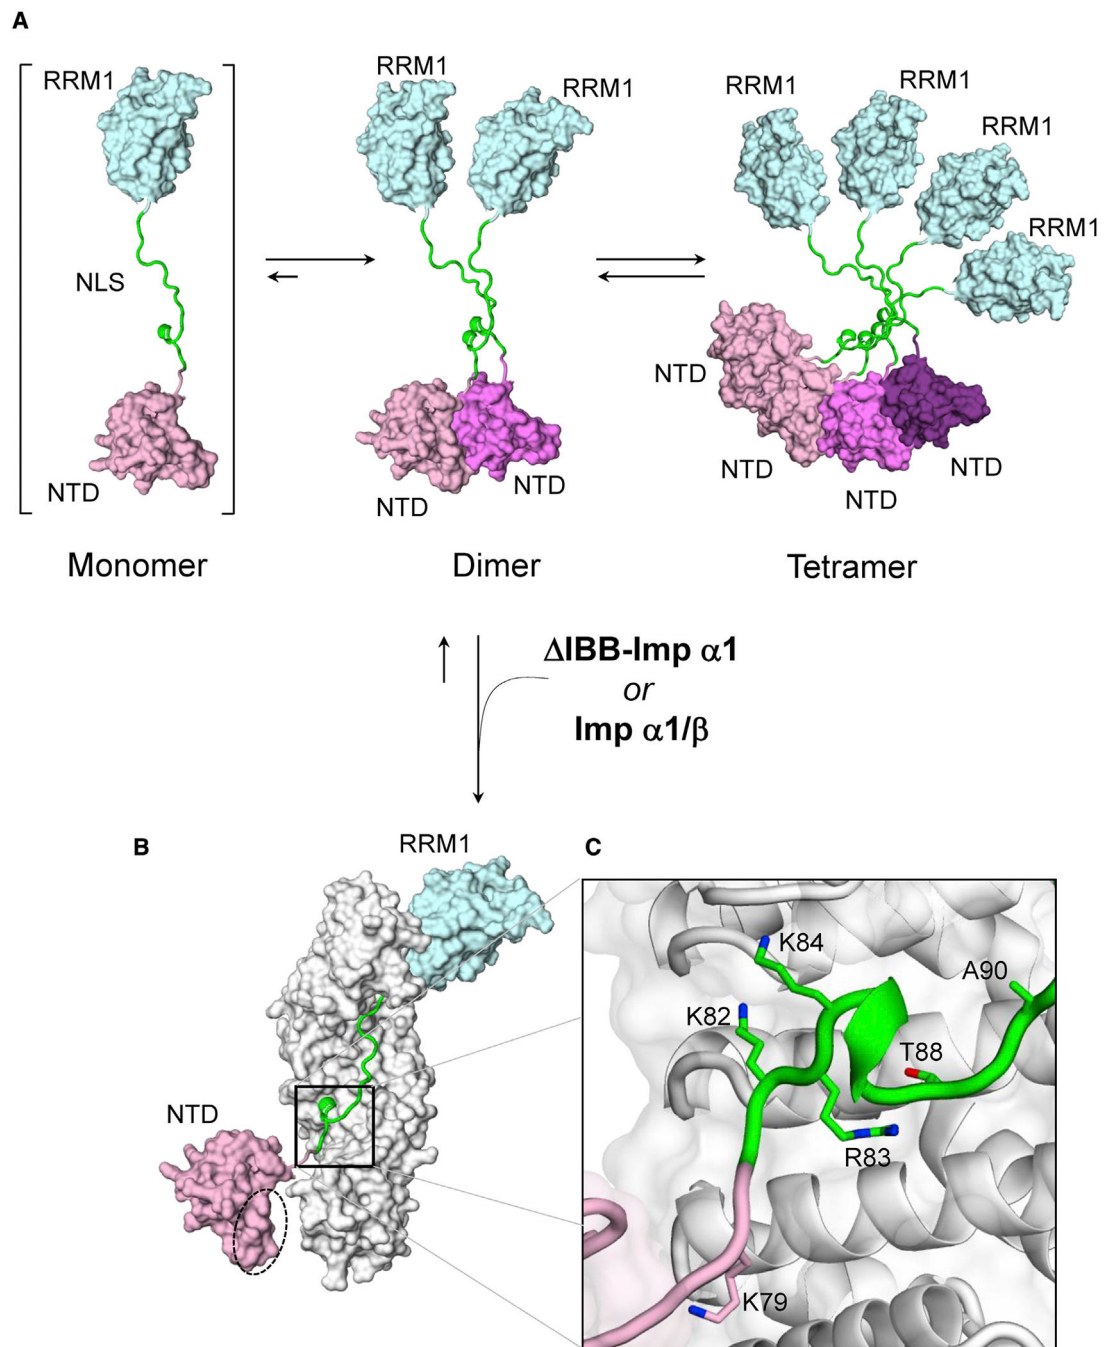 A
RRM1
NLS
NTD
Monomer
RRM1
RRM1
NTD
NTD
Dimer
RRM1
RRM1
RRM1
RRM1
NTD
NTD
NTD
NTD
Tetramer
ΔIBB-Imp α1
or
Imp α1/β
B
RRM1
NTD
C
K84
A90
K82
T88
R83
K79